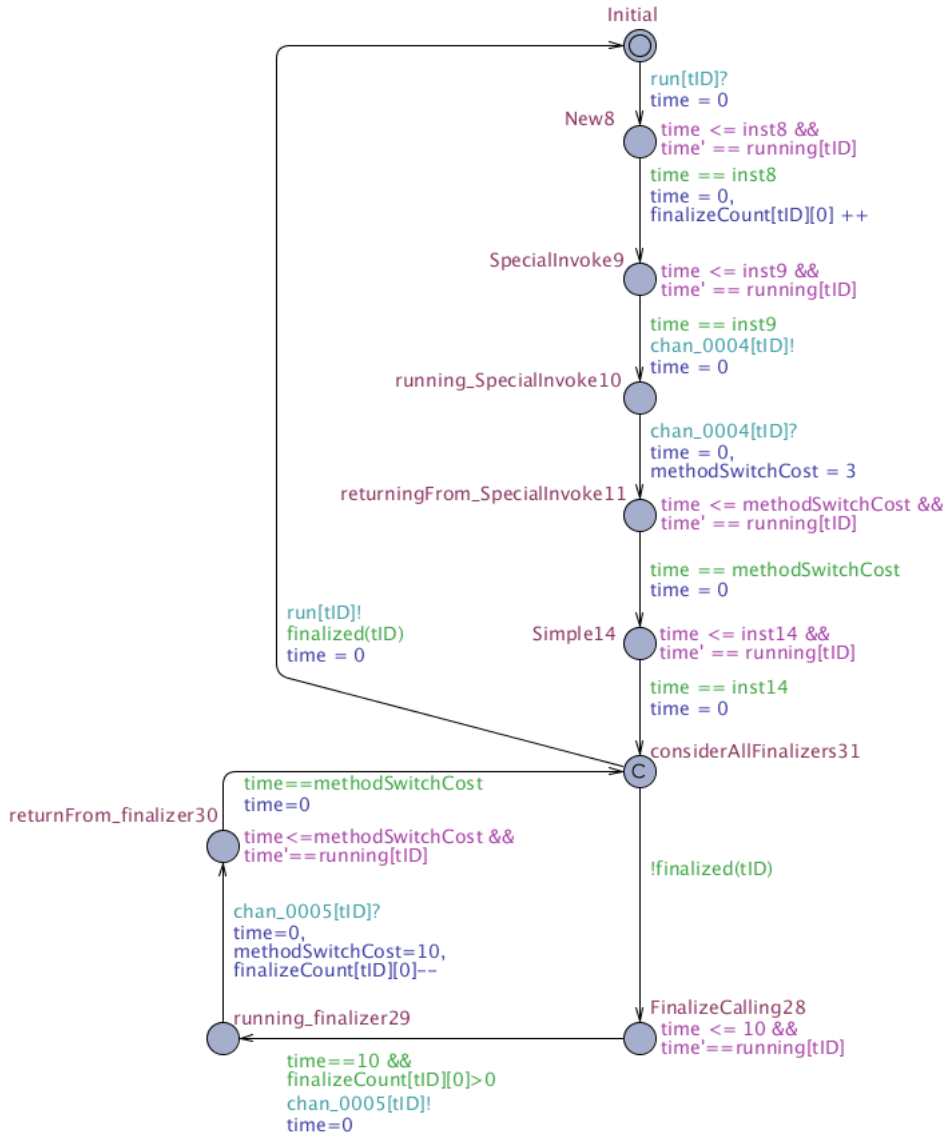 Initial
run[tID]?
time = 0
New8
time <= inst8 &&
time' == running[tID]
time == inst8
time = 0,
finalizeCount[tID][0] ++
SpecialInvoke9
time <= inst9 &&
time' == running[tID]
time == inst9
chan_0004[tID]!
time = 0
running_SpecialInvoke10
chan_0004[tID]?
time = 0,
methodSwitchCost = 3
returningFrom_SpecialInvoke11
time <= methodSwitchCost &&
time' == running[tID]
time == methodSwitchCost
time = 0
run[tID]!
finalized(tID)
time = 0
Simple14
time <= inst14 &&
time' == running[tID]
time == inst14
time = 0
considerAllFinalizers31
C
time==methodSwitchCost
time=0
returnFrom_finalizer30
time<=methodSwitchCost &&
time'==running[tID]
!finalized(tID)
chan_0005[tID]?
time=0,
methodSwitchCost=10,
finalizeCount[tID][0]--
running_finalizer29
FinalizeCalling28
time <= 10 &&
time'==running[tID]
time==10 &&
finalizeCount[tID][0]>0
chan_0005[tID]!
time=0